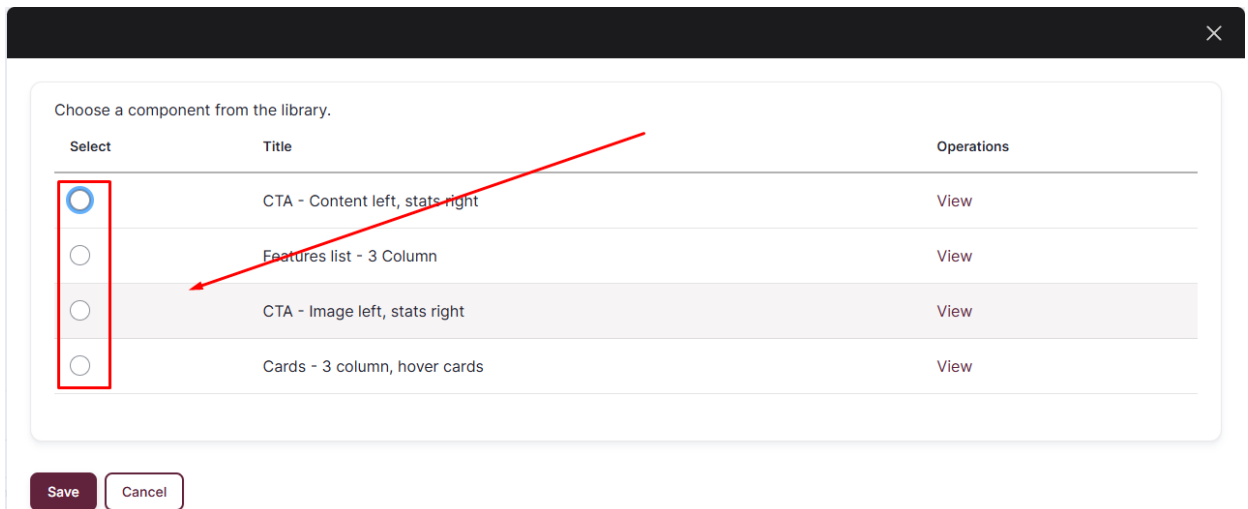 Choose a component from the library.
Select Title Operations
CTA - Content left, stats right View
Features list - 3 Column View
CTA - Image left, stats right View
Cards - 3 column, hover cards View
Save Cancel